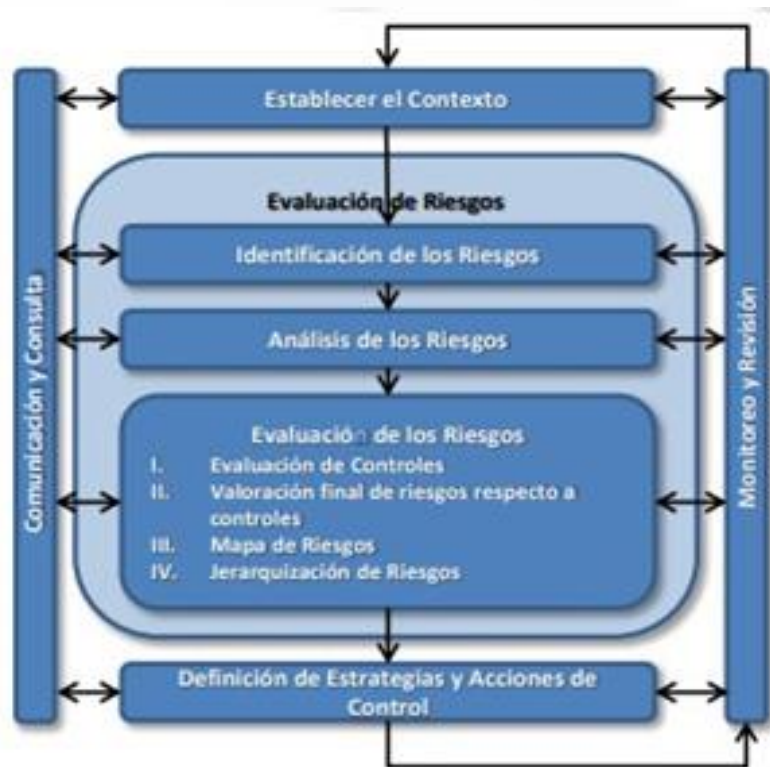 Establecer el Contexto
Evaluación de Riesgos
Identificación de los Riesgos
Análisis de los Riesgos
Evaluación de los Riesgos
I. Evaluación de Controles
II. Valoración final de riesgos respecto a
controles
III. Mapa de Riesgos
IV. Jerarquización de Riesgos
Definición de Estrategias y Acciones de
Control
Comunicación y Consulta
Monitoreo y Revisión